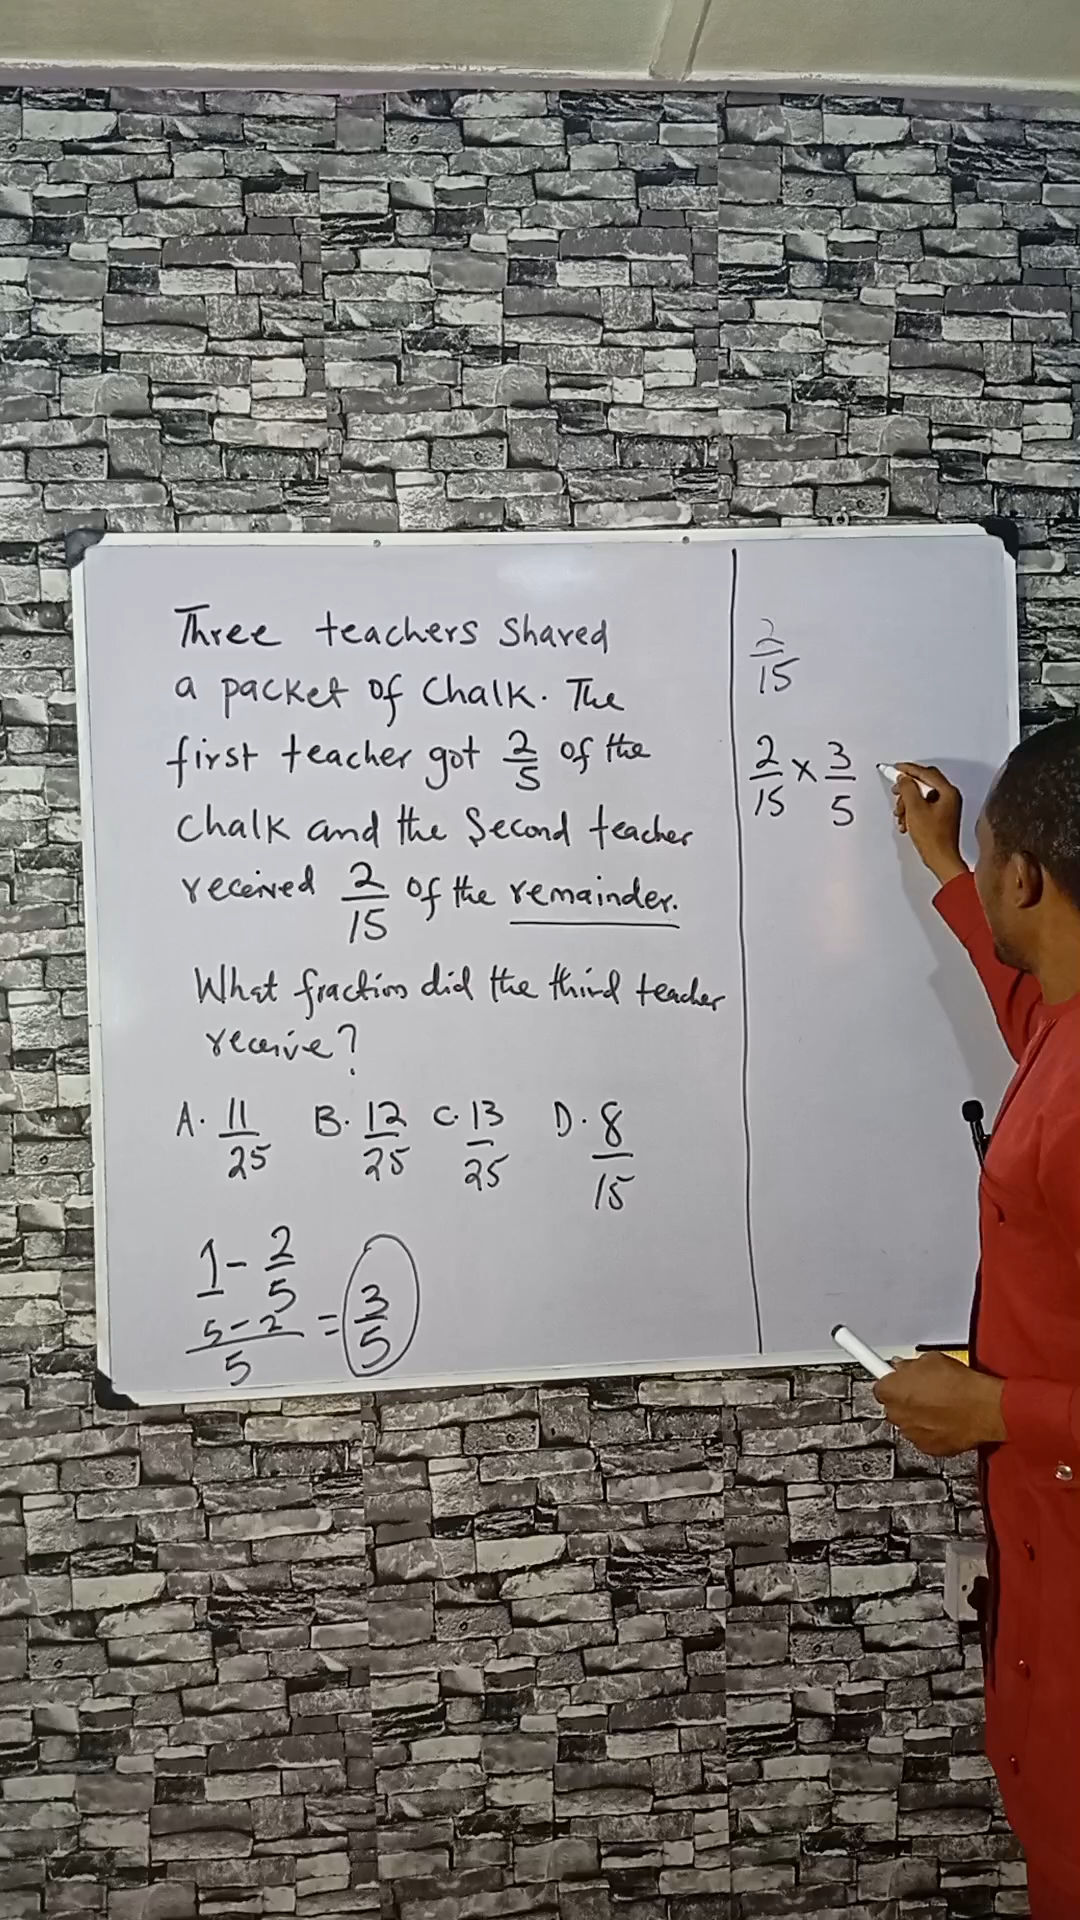 Three teachers shared
a packet of chalk. The
first teacher got 2/5 of the
chalk and the second teacher
received 2/15 of the remainder.
What fraction did the third teacher
receive?
A. 11/25 B. 12/25 C. 13/25 D. 8/15
1 - 2/5
5-2/5 = 3/5
2/15
2/15 × 3/5